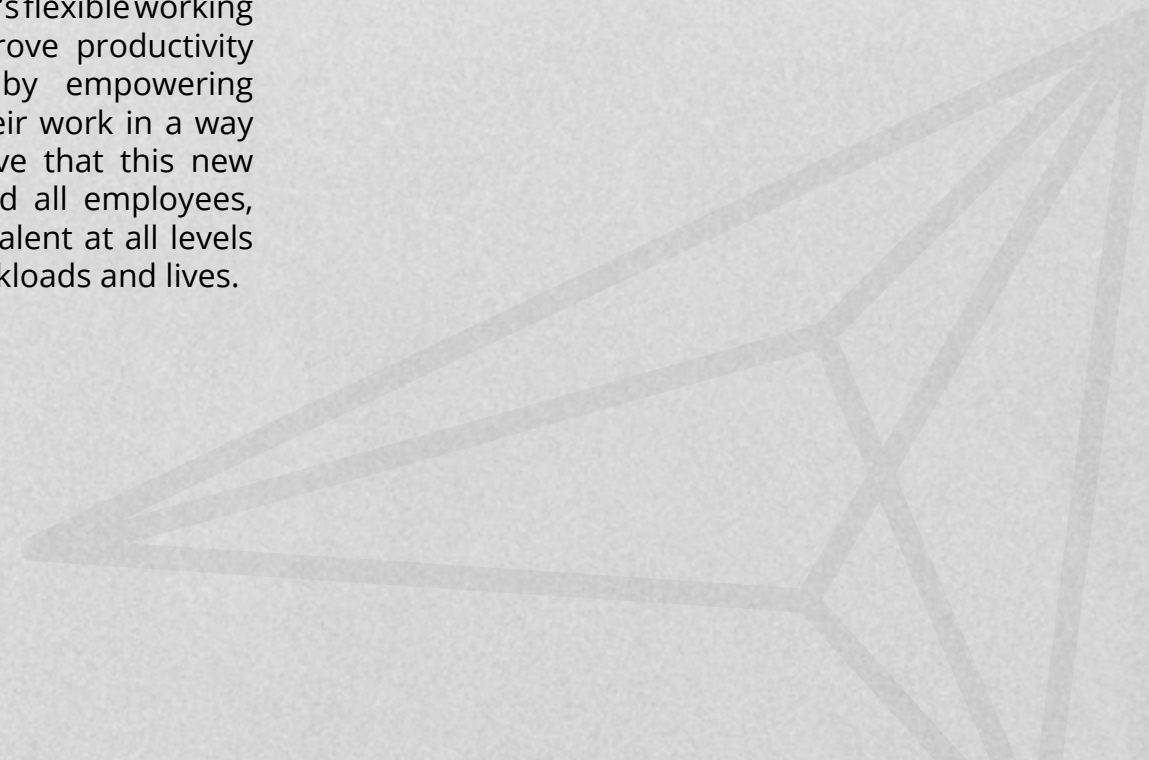 's flexible working
rove productivity
by empowering
eir work in a way
ve that this new
d all employees,
alent at all levels
kloads and lives.